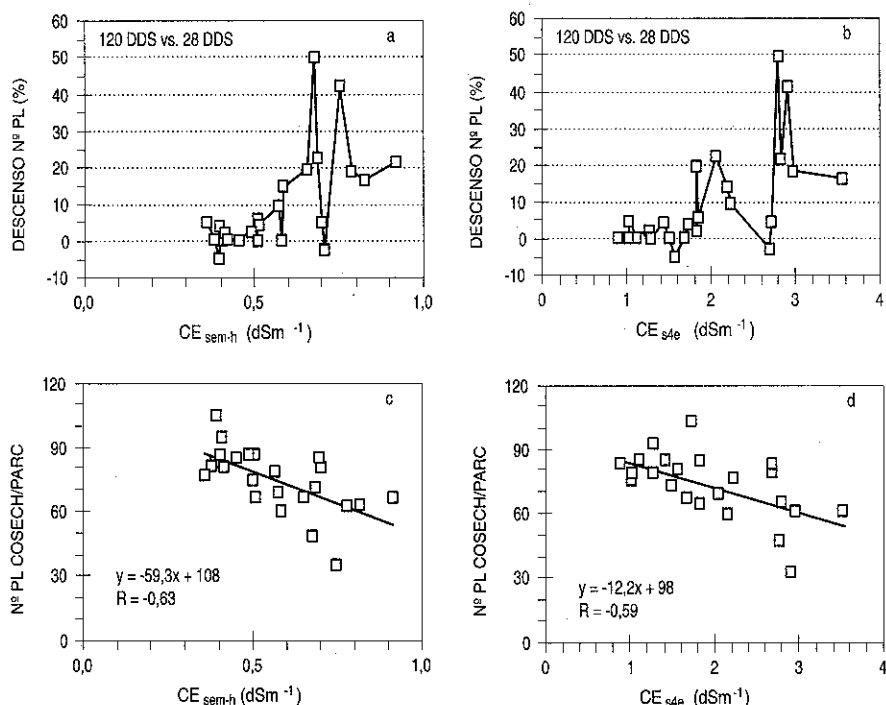 120 DDS vs. 28 DDS
a
DESCENSO Nº PL (%)
60
50
40
30
20
10
0
-10
0,0
0,5
1,0
CE sem-h (dSm -1)
120 DDS vs. 28 DDS
b
DESCENSO Nº PL (%)
60
50
40
30
20
10
0
-10
0
1
2
3
4
CE s4e (dSm -1)
c
Nº PL COSECH/PARC
120
90
60
30
0
y = -59,3x + 108
R = -0,63
0,0
0,5
1,0
CE sem-h (dSm -1)
d
Nº PL COSECH/PARC
120
90
60
30
0
y = -12,2x + 98
R = -0,59
0
1
2
3
4
CE s4e (dSm -1)